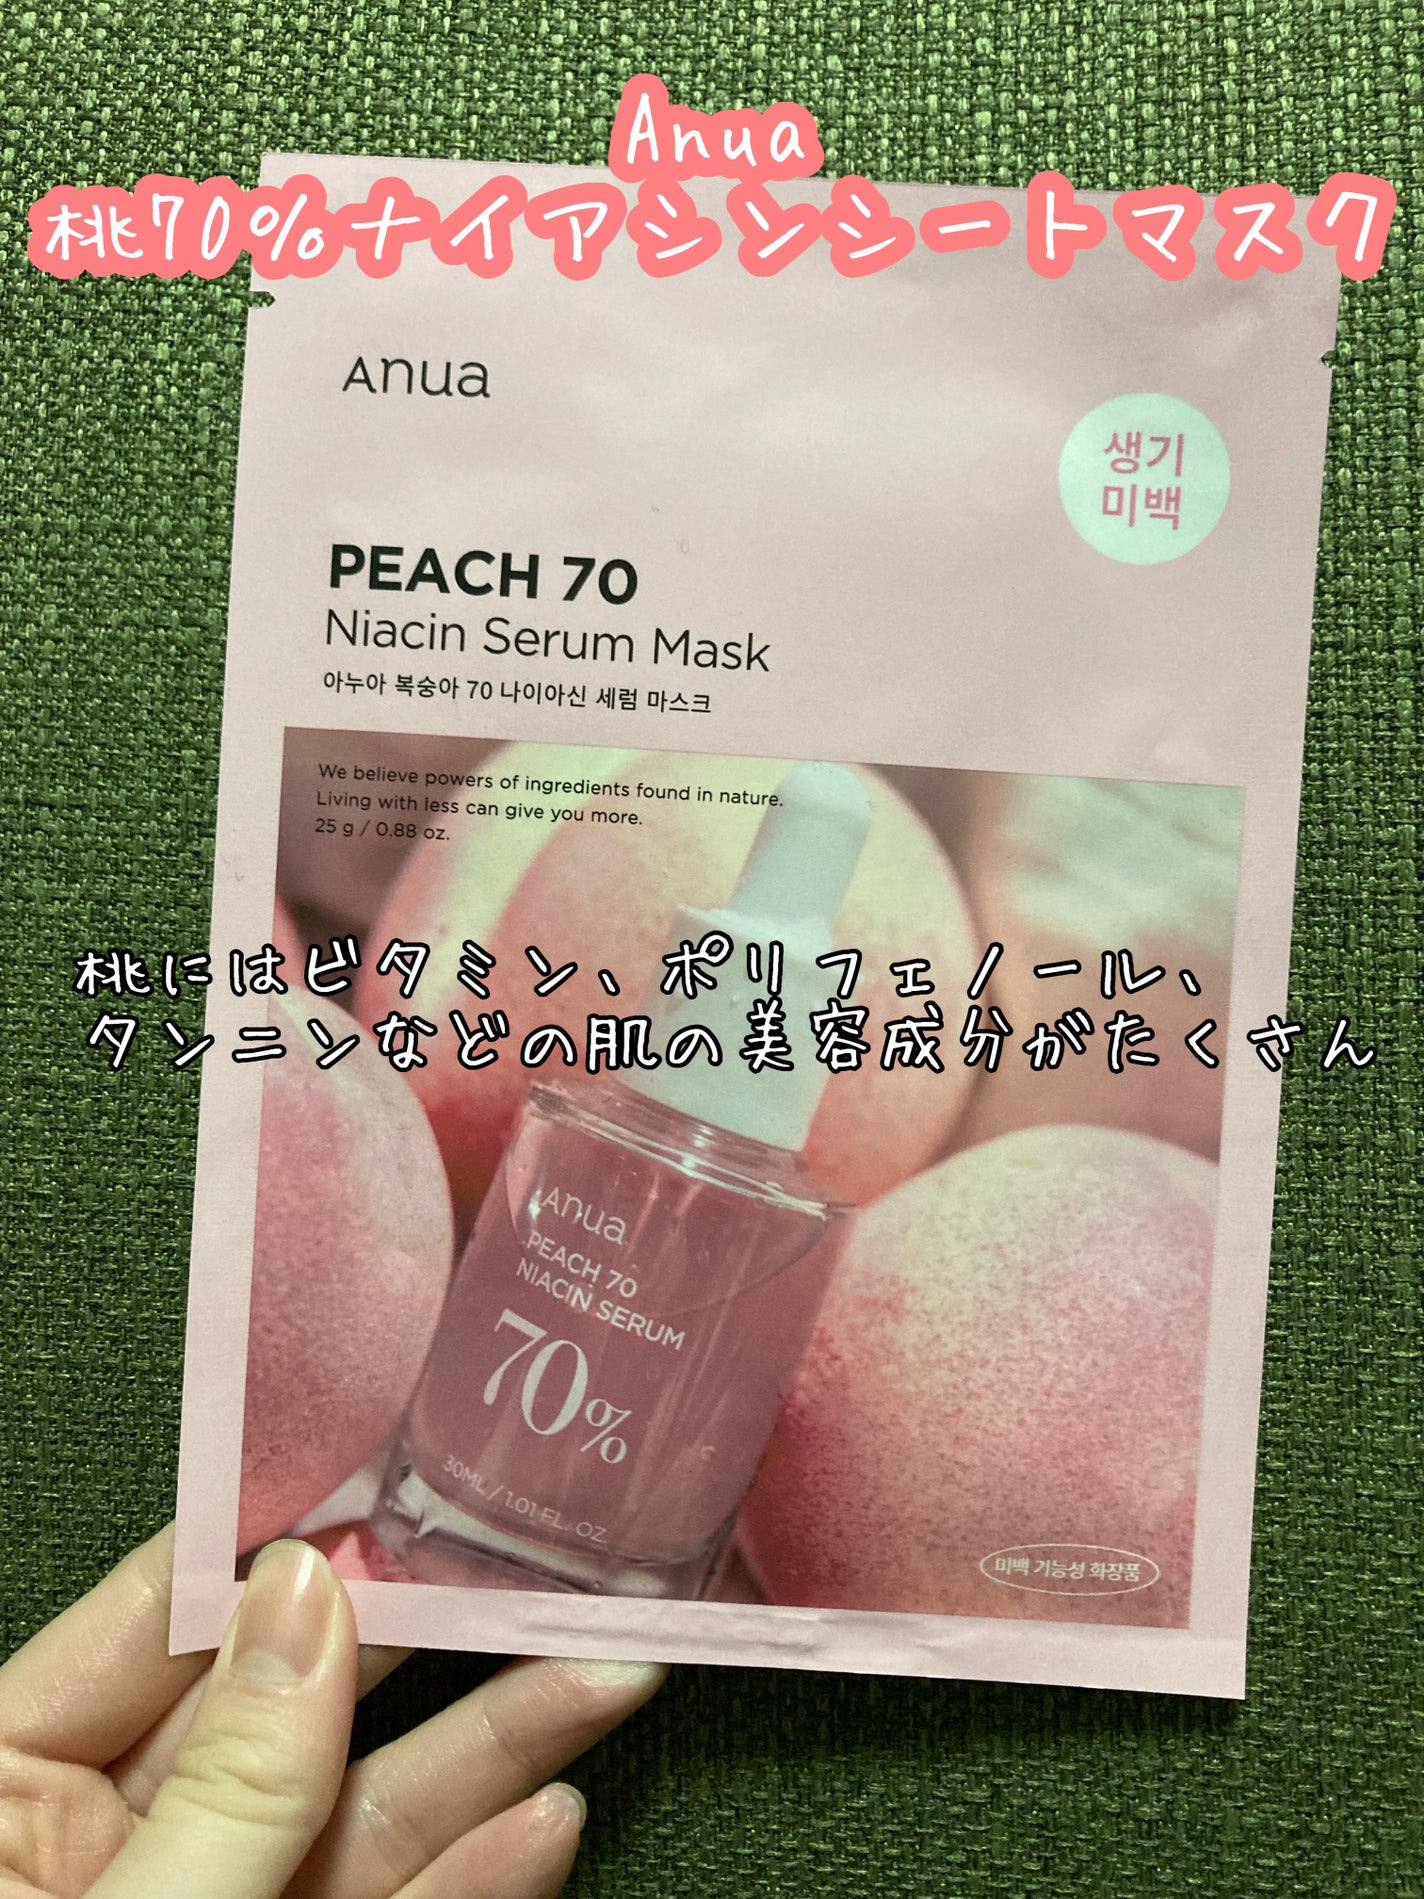 Anua
桃70%ナイアシンシートマスク
Anua
생기
미백
PEACH 70
Niacin Serum Mask
아누아 복숭아 70 나이아신 세럼 마스크
We believe powers of ingredients found in nature.
Living with less can give you more.
25 g / 0.88 oz.
桃にはビタミン、ポリフェノール、
タンニンなどの肌の美容成分がたくさん
Anua
PEACH 70
NIACIN SERUM
70%
30ML / 1.01 FL. OZ.
미백 기능성 화장품